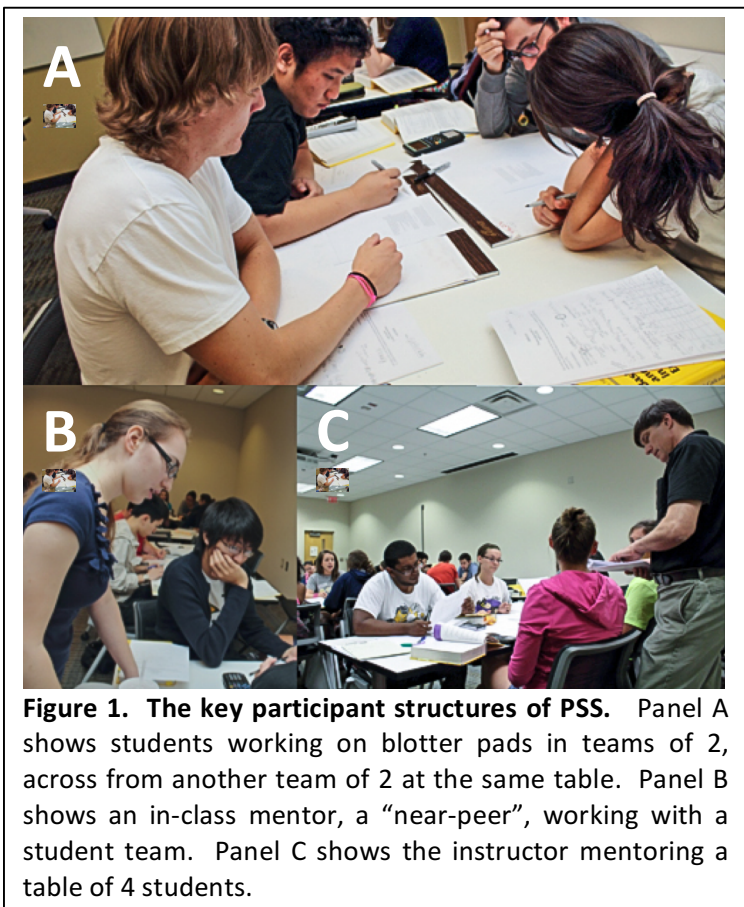 A
B
C
Figure 1. The key participant structures of PSS. Panel A
shows students working on blotter pads in teams of 2,
across from another team of 2 at the same table. Panel B
shows an in-class mentor, a “near-peer”, working with a
student team. Panel C shows the instructor mentoring a
table of 4 students.